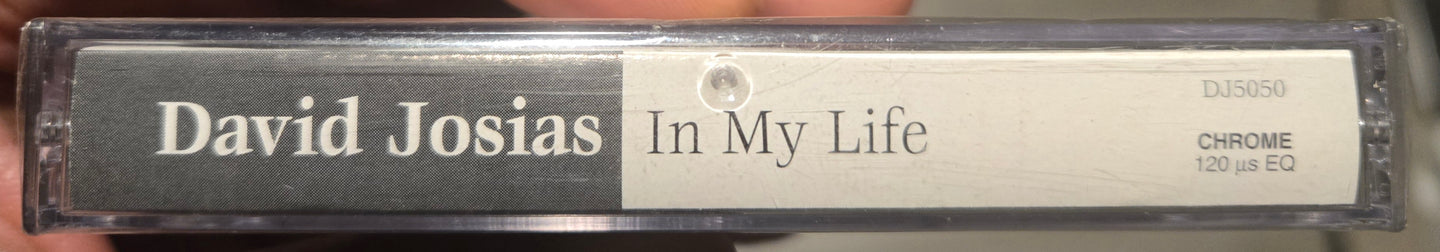 David Josias In My Life
DJ5050
CHROME
120 µs EQ